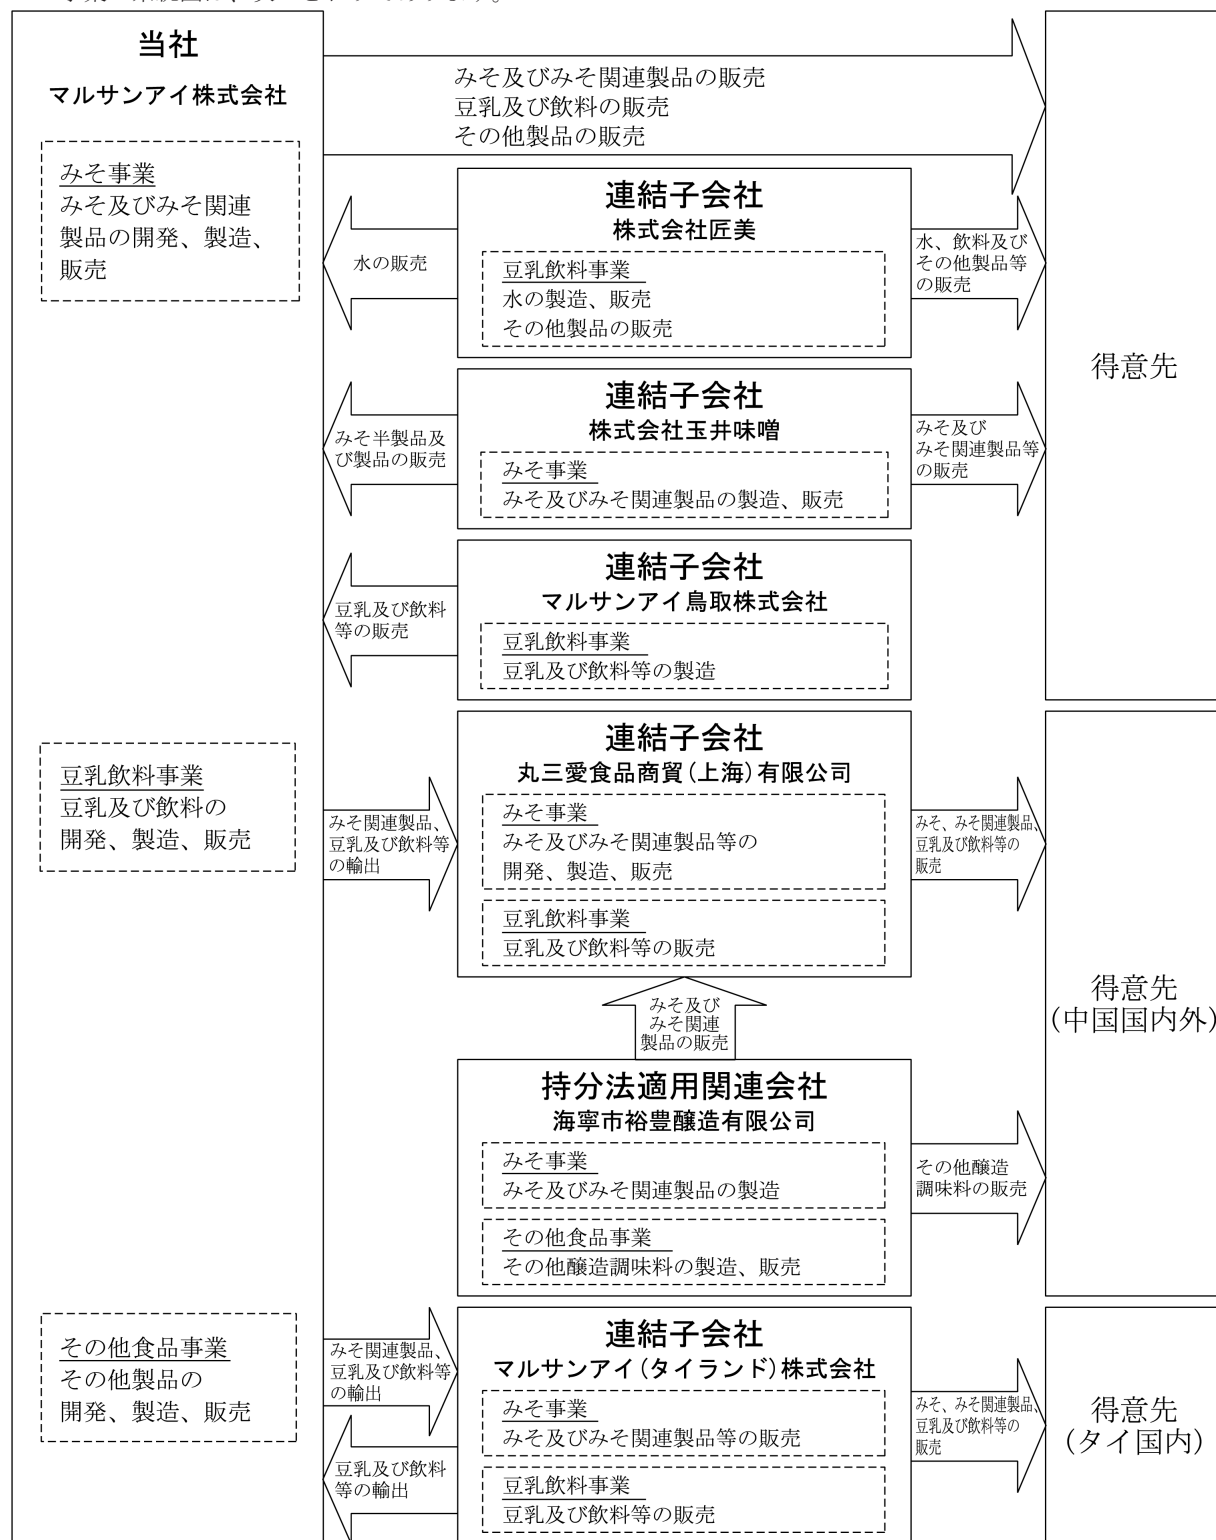 当社
マルサンアイ株式会社
みそ事業
みそ及びみそ関連
製品の開発、製造、
販売
みそ及びみそ関連製品の販売
豆乳及び飲料の販売
その他製品の販売
連結子会社
株式会社匠美
豆乳飲料事業
水の製造、販売
その他製品の販売
水の販売
水、飲料及び
その他製品等
の販売
得意先
連結子会社
株式会社玉井味噌
みそ事業
みそ及びみそ関連製品の製造、販売
みそ半製品及
び製品の販売
みそ及び
みそ関連製品等
の販売
連結子会社
マルサンアイ鳥取株式会社
豆乳飲料事業
豆乳及び飲料等の製造
豆乳及び飲料
等の販売
豆乳飲料事業
豆乳及び飲料の
開発、製造、販売
みそ関連製品、
豆乳及び飲料等
の輸出
連結子会社
丸三愛食品商貿(上海)有限公司
みそ事業
みそ及びみそ関連製品等の
開発、製造、販売
豆乳飲料事業
豆乳及び飲料等の販売
みそ、みそ関連製品、
豆乳及び飲料等の
販売
みそ及び
みそ関連
製品の販売
得意先
(中国国内外)
持分法適用関連会社
海寧市裕豊醸造有限公司
みそ事業
みそ及びみそ関連製品の製造
その他食品事業
その他醸造調味料の製造、販売
その他醸造
調味料の販売
その他食品事業
その他製品の
開発、製造、販売
みそ関連製品、
豆乳及び飲料等
の輸出
豆乳及び飲料
等の輸出
連結子会社
マルサンアイ(タイランド)株式会社
みそ事業
みそ及びみそ関連製品等の販売
豆乳飲料事業
豆乳及び飲料等の販売
みそ、みそ関連製品、
豆乳及び飲料等の
販売
得意先
(タイ国内)